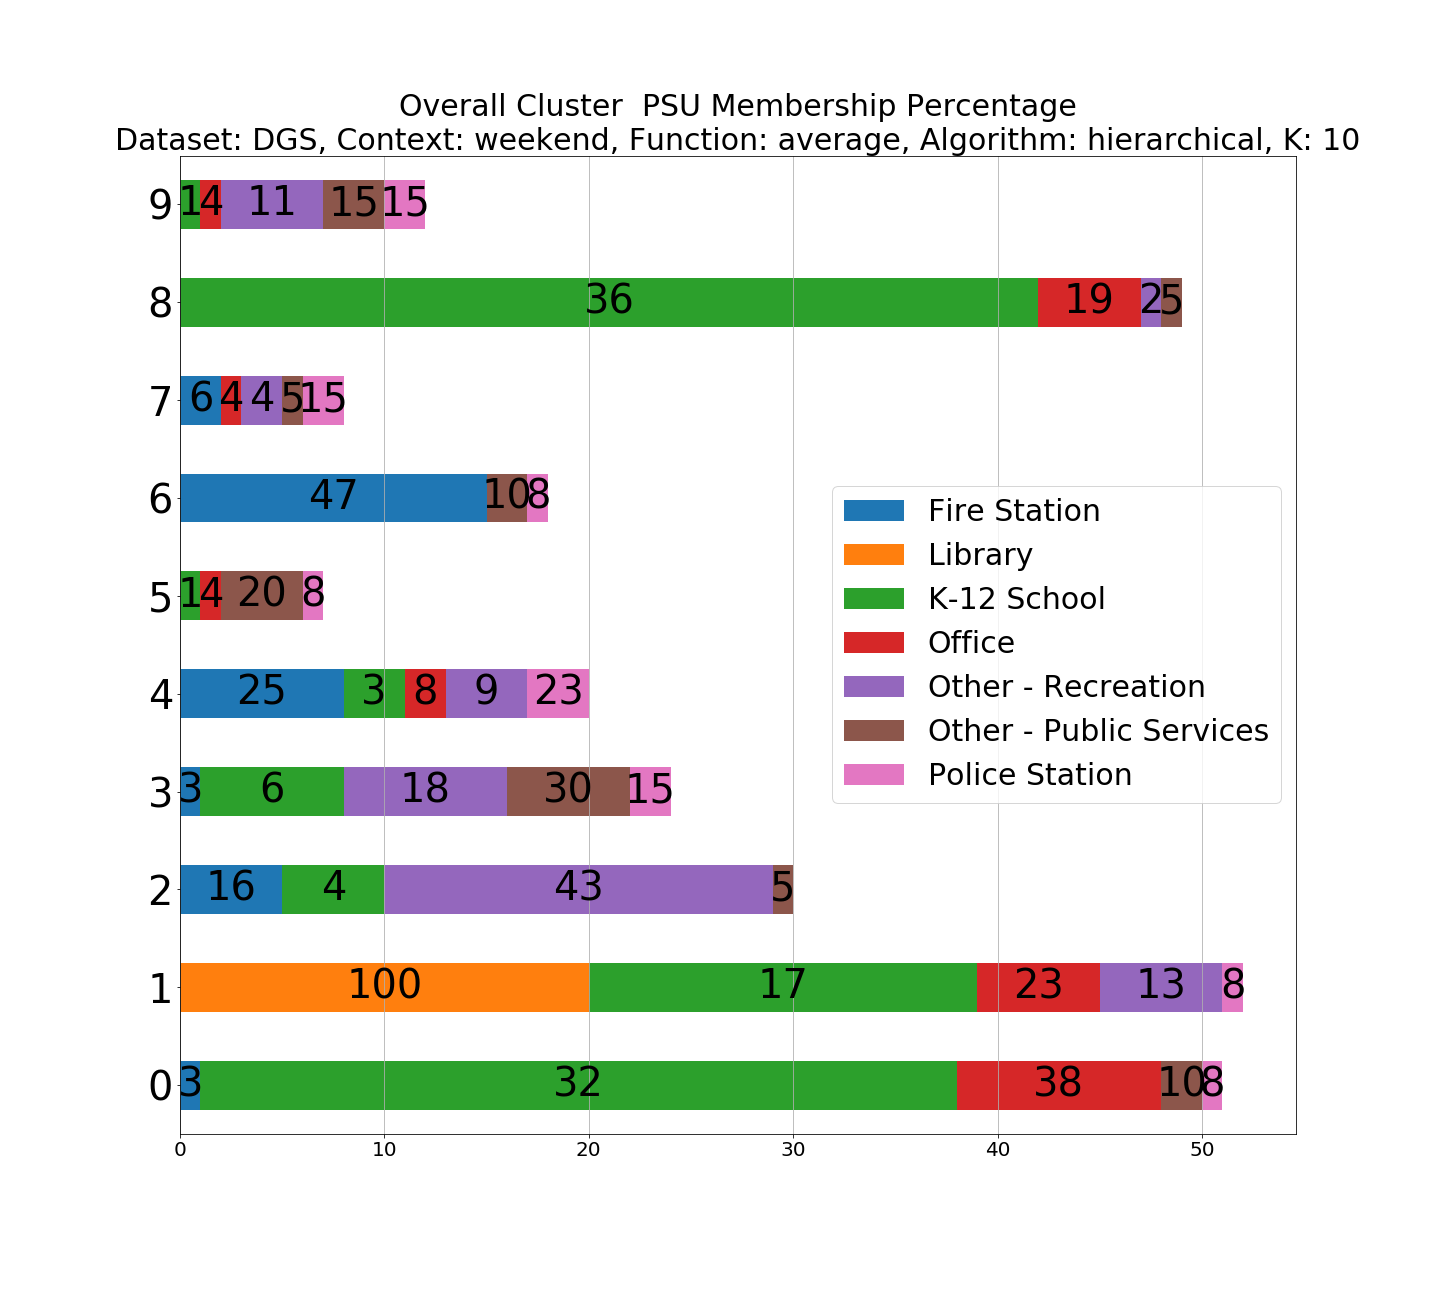 Overall Cluster  PSU Membership Percentage
Dataset: DGS, Context: weekend, Function: average, Algorithm: hierarchical, K: 10
9 1 4 11 15 15
8 36 19 2 5
7 6 4 4 5 15
6 47 10 8
5 1 4 20 8
4 25 3 8 9 23
3 3 6 18 30 15
2 16 4 43 5
1 100 17 23 13 8
0 3 32 38 10 8
0 10 20 30 40 50
Fire Station
Library
K-12 School
Office
Other - Recreation
Other - Public Services
Police Station